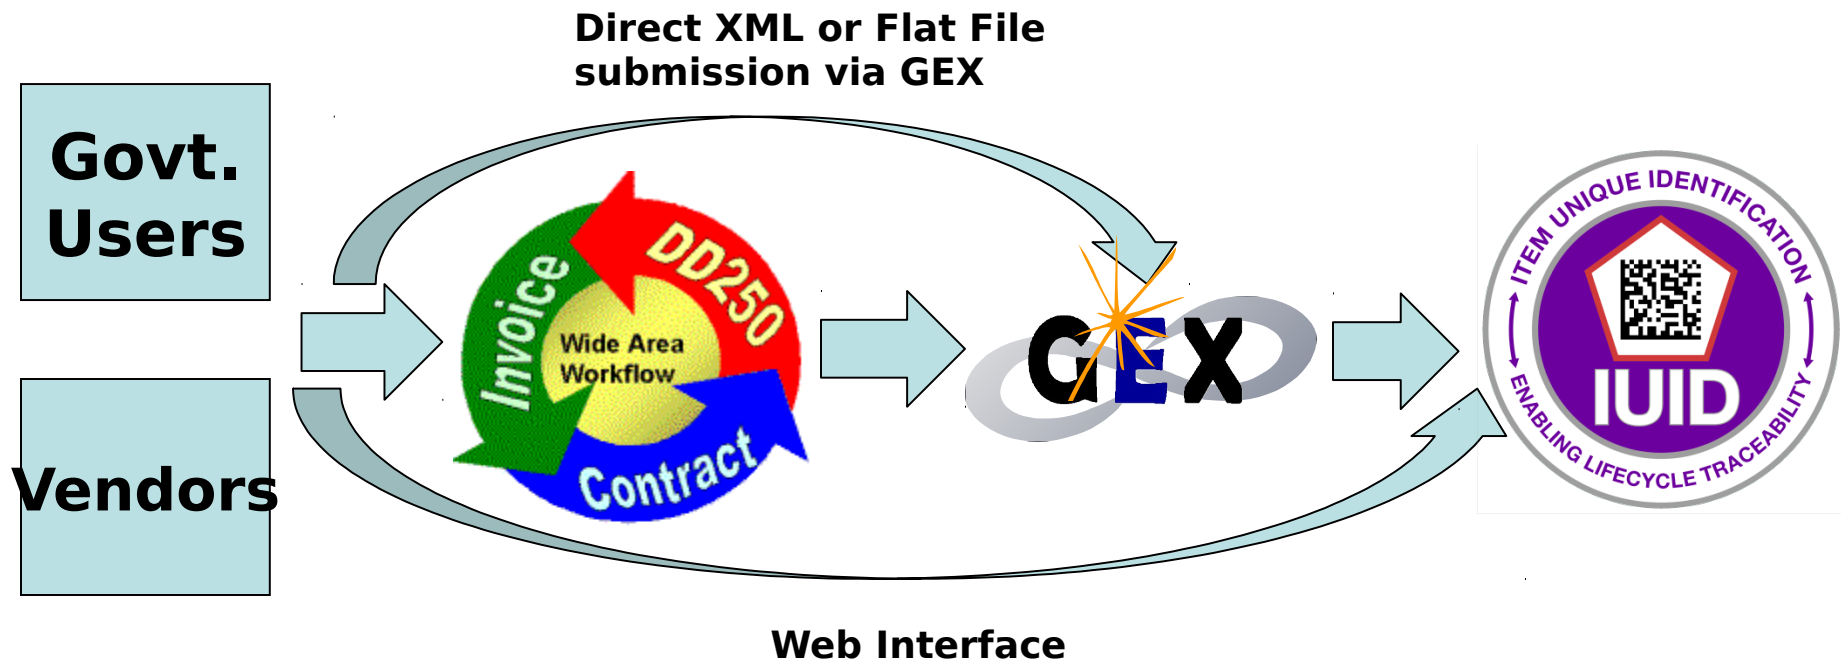 Direct XML or Flat File
submission via GEX
Govt.
Users
Vendors
Invoice
DD250
Wide Area
Workflow
Contract
GEX
ITEM UNIQUE IDENTIFICATION
IUID
ENABLING LIFECYCLE TRACEABILITY
Web Interface